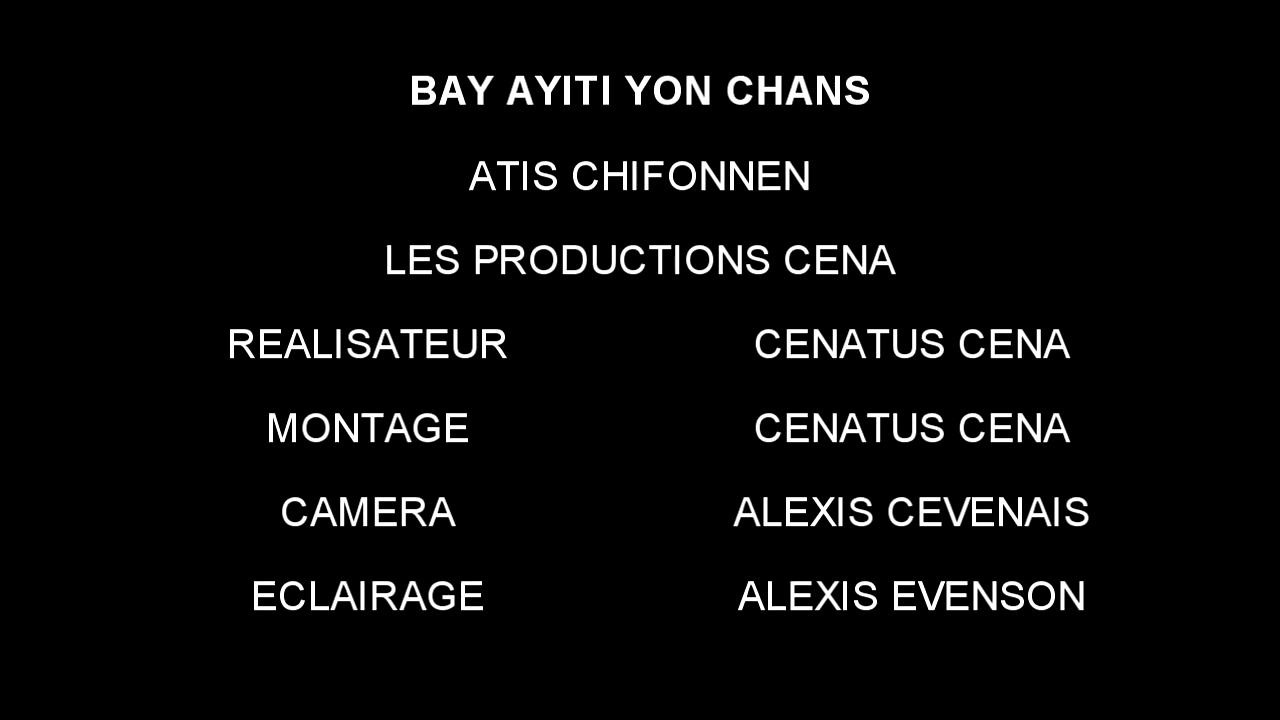 BAY AYITI YON CHANS
ATIS CHIFONNEN
LES PRODUCTIONS CENA
REALISATEUR CENATUS CENA
MONTAGE CENATUS CENA
CAMERA ALEXIS CEVENAIS
ECLAIRAGE ALEXIS EVENSON